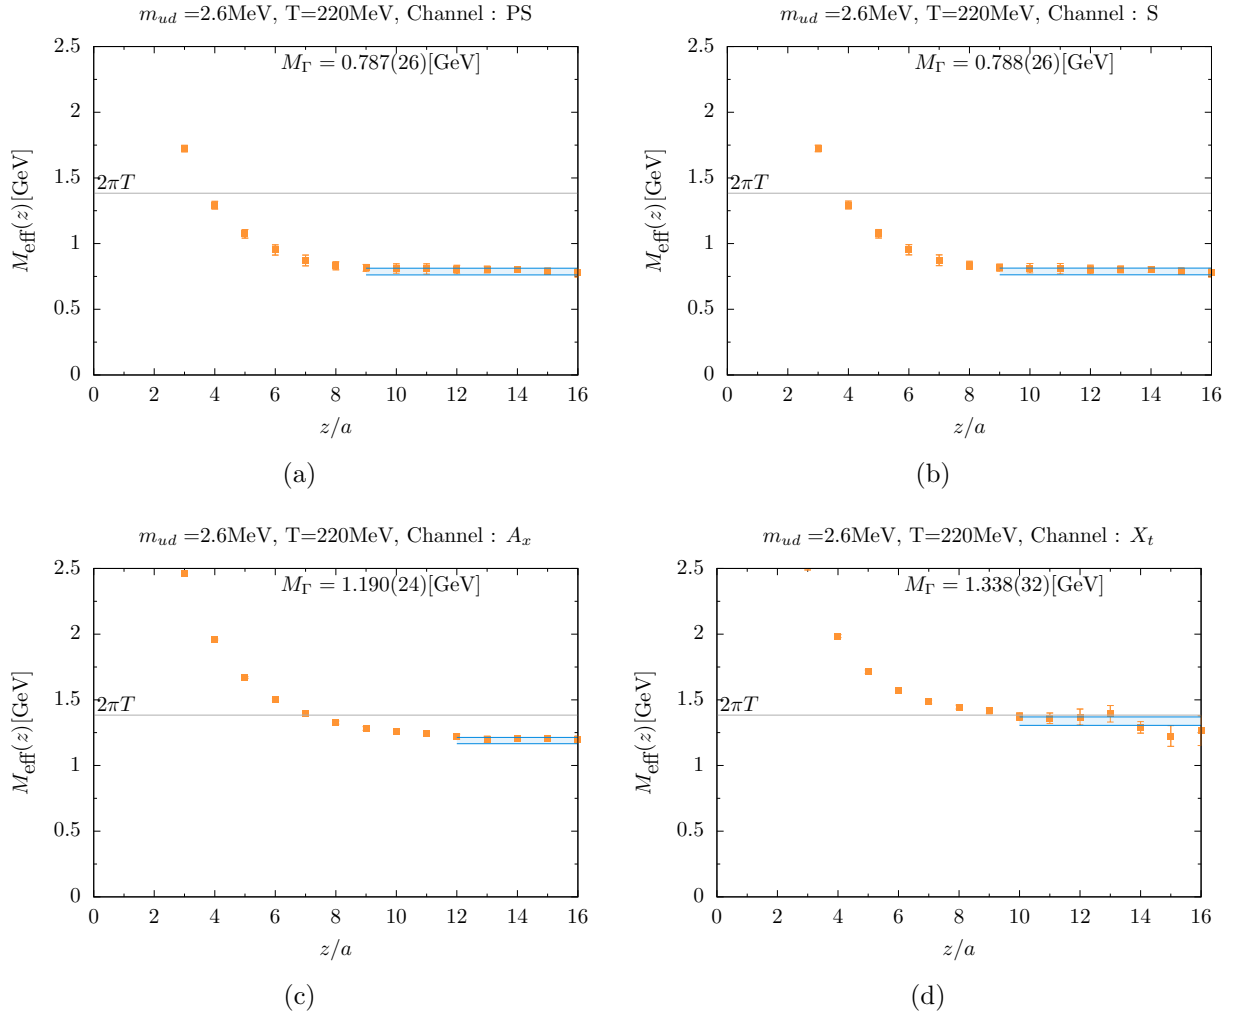 m_ud =2.6MeV, T=220MeV, Channel : PS
M_Γ = 0.787(26)[GeV]
2πT
M_eff(z)[GeV]
2.5
2
1.5
1
0.5
0
0 2 4 6 8 10 12 14 16
z/a
(a)
m_ud =2.6MeV, T=220MeV, Channel : S
M_Γ = 0.788(26)[GeV]
2πT
M_eff(z)[GeV]
2.5
2
1.5
1
0.5
0
0 2 4 6 8 10 12 14 16
z/a
(b)
m_ud =2.6MeV, T=220MeV, Channel : A_x
M_Γ = 1.190(24)[GeV]
2πT
M_eff(z)[GeV]
2.5
2
1.5
1
0.5
0
0 2 4 6 8 10 12 14 16
z/a
(c)
m_ud =2.6MeV, T=220MeV, Channel : X_t
M_Γ = 1.338(32)[GeV]
2πT
M_eff(z)[GeV]
2.5
2
1.5
1
0.5
0
0 2 4 6 8 10 12 14 16
z/a
(d)